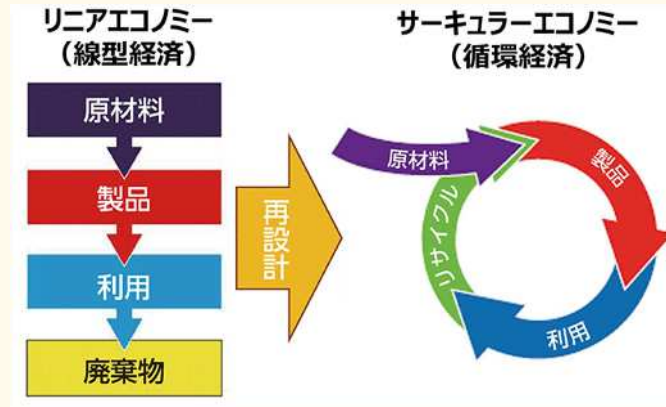 リニアエコノミー
（線型経済）
原材料
製品
利用
廃棄物
再設計
サーキュラーエコノミー
（循環経済）
原材料
製品
利用
リサイクル